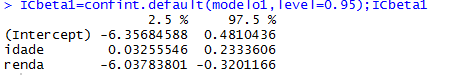 > ICbeta1=confint.default(modelo1,level=0.95);ICbeta1
2.5 % 97.5 %
(Intercept) -6.35684588 0.4810436
idade 0.03255546 0.2333606
renda -6.03783801 -0.3201166